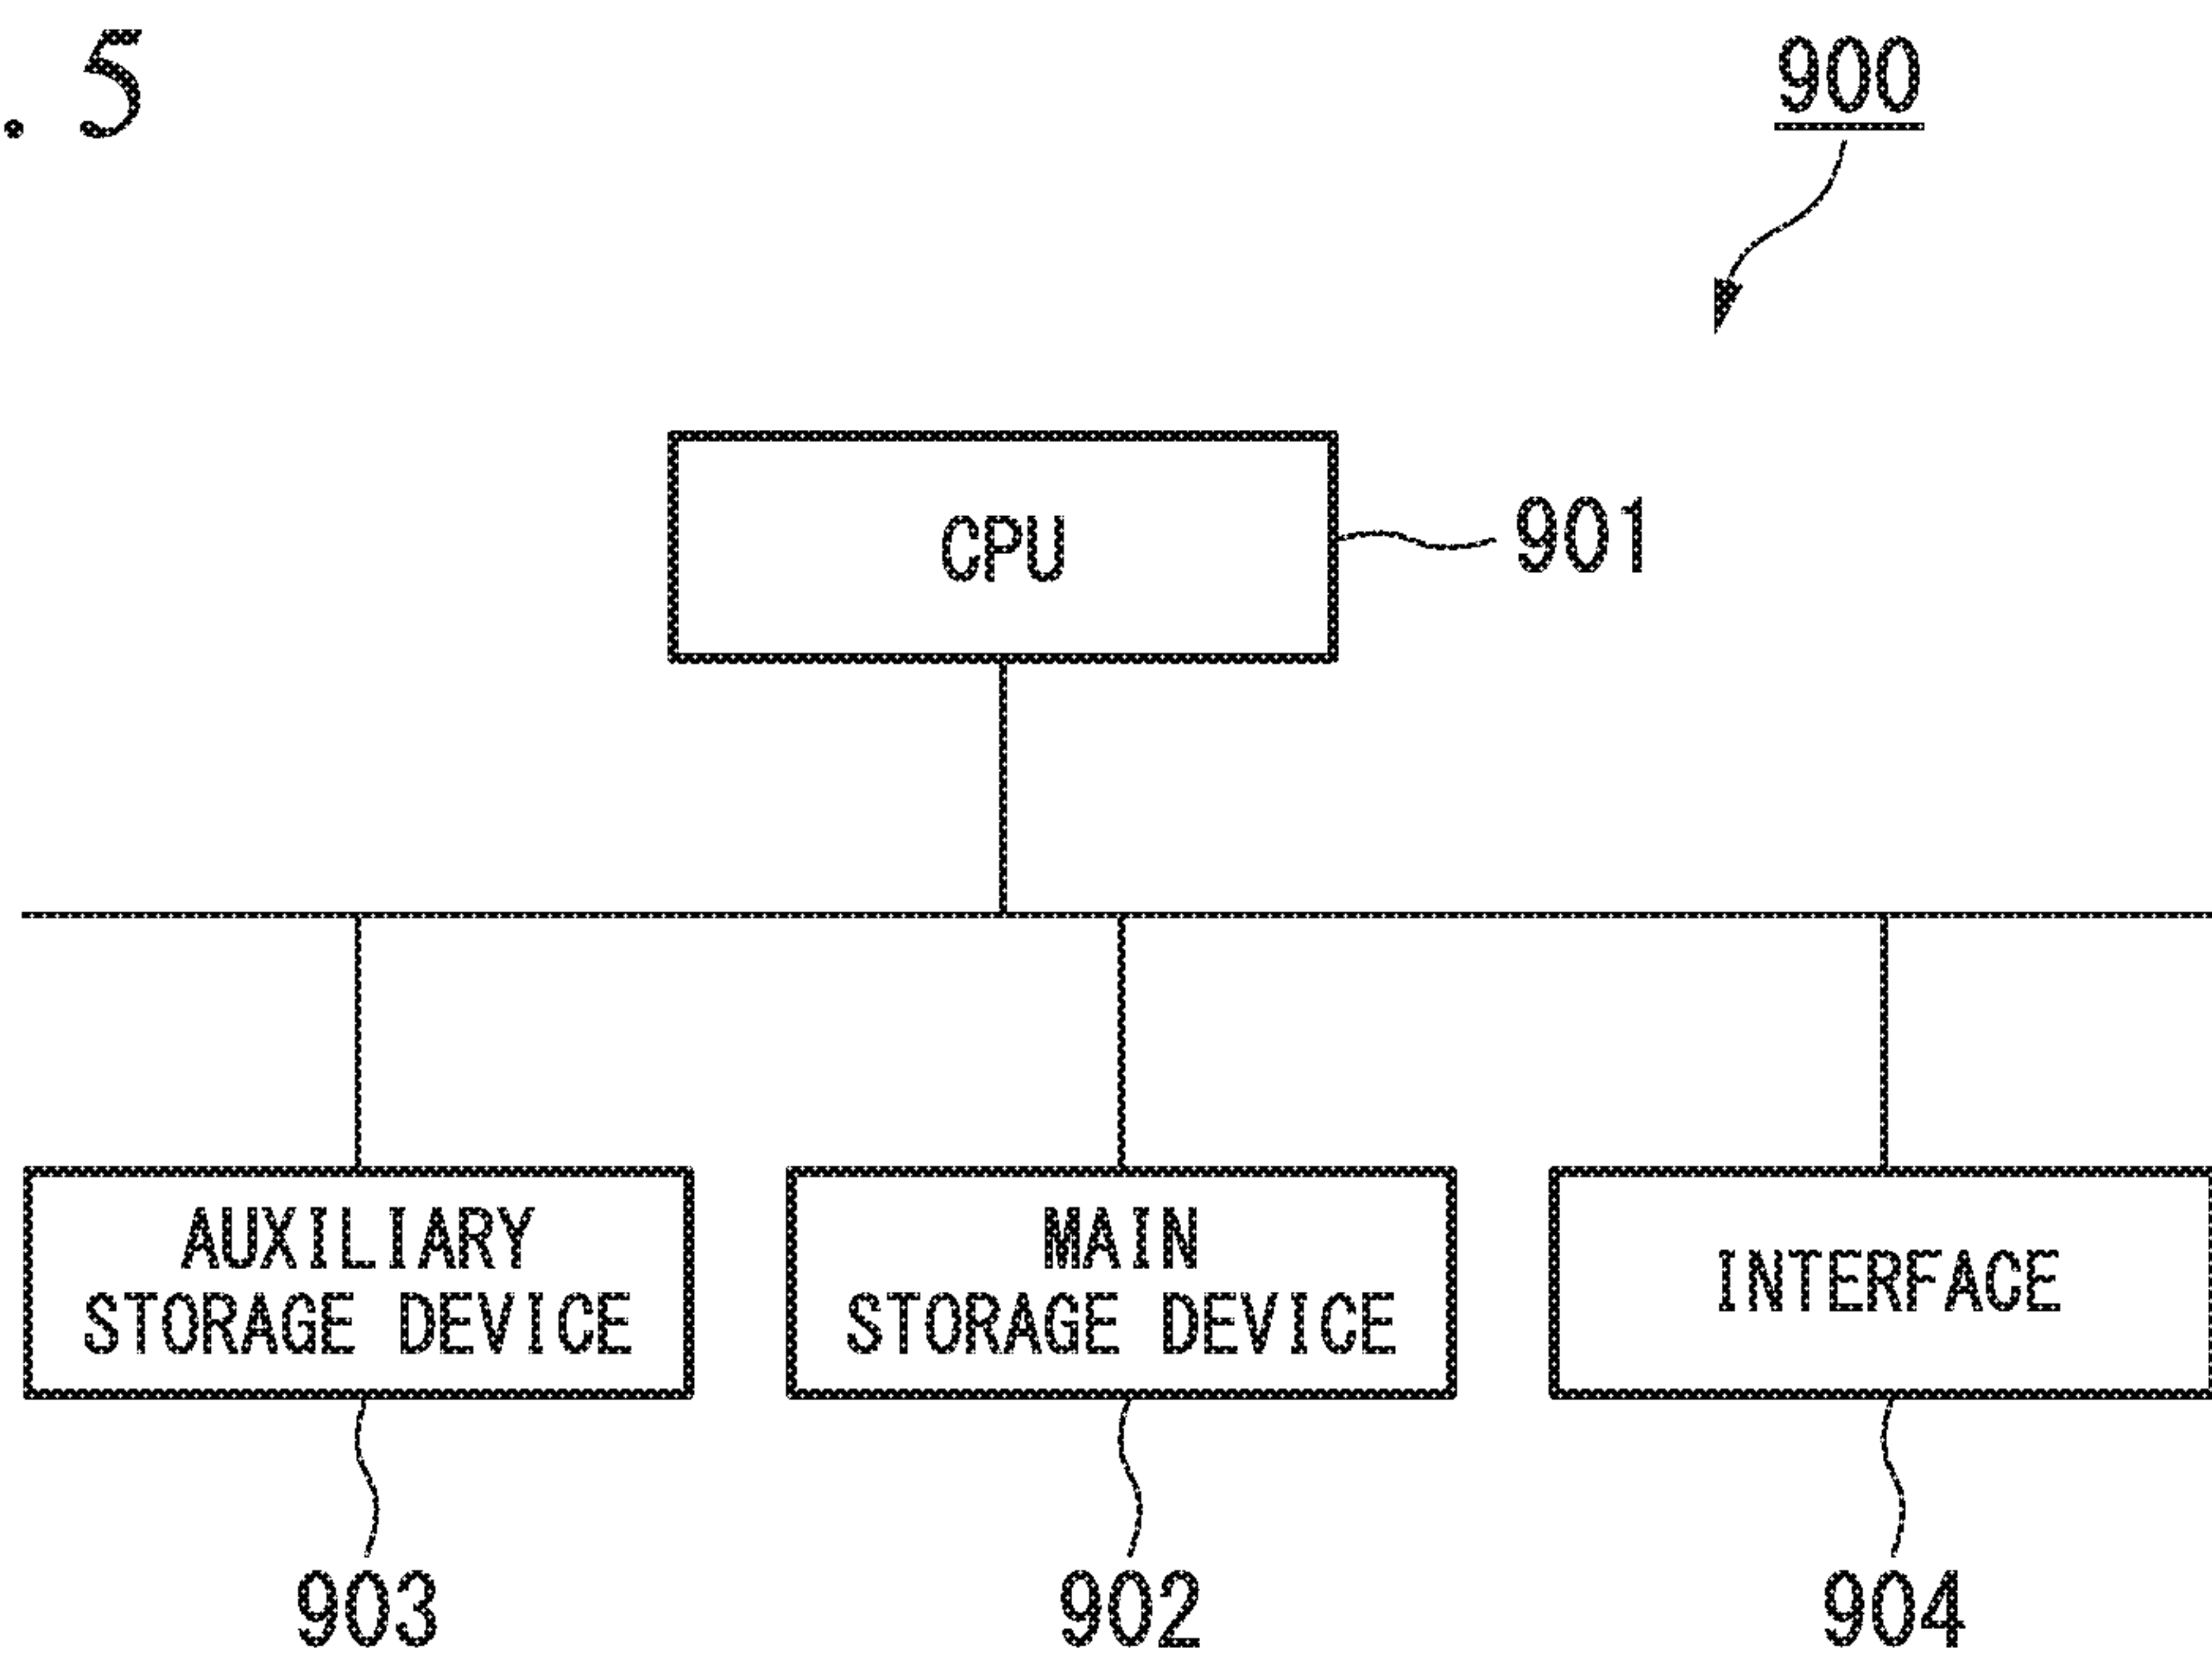 . 5
900
CPU
901
AUXILIARY
STORAGE DEVICE
MAIN
STORAGE DEVICE
INTERFACE
903
902
904